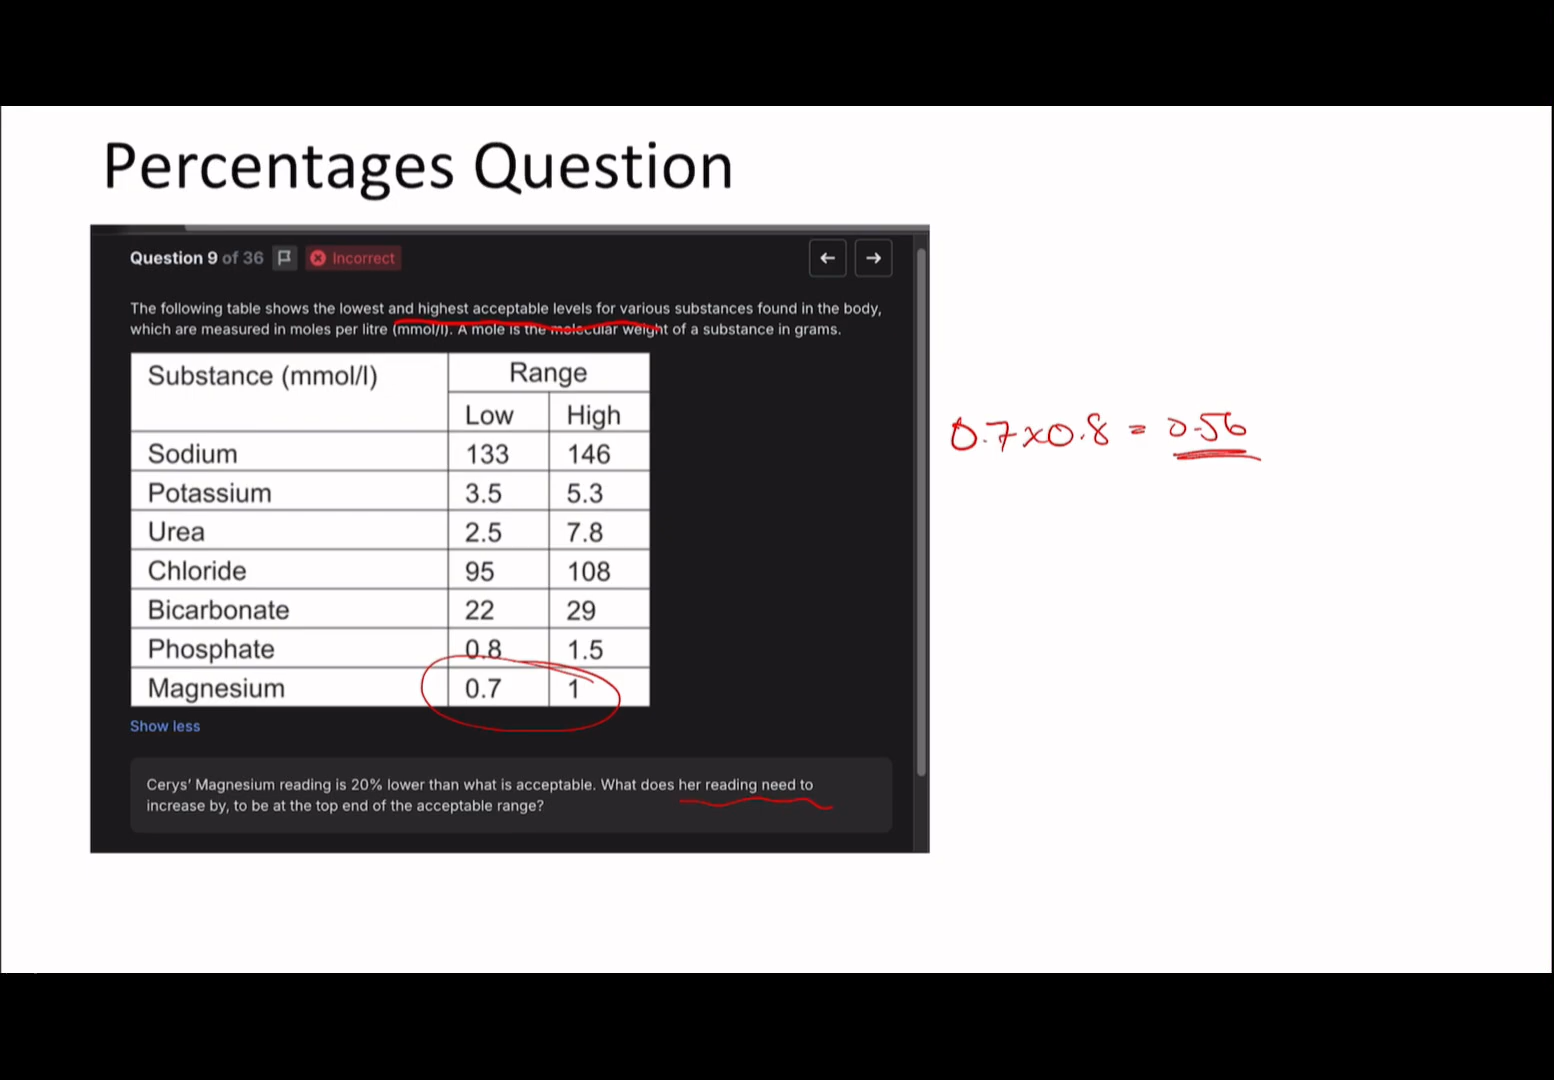 Percentages Question
Question 9 of 36 Incorrect
The following table shows the lowest and highest acceptable levels for various substances found in the body,
which are measured in moles per litre (mmol/l). A mole is the molecular weight of a substance in grams.
Substance (mmol/l) Range
Low High
Sodium 133 146
Potassium 3.5 5.3
Urea 2.5 7.8
Chloride 95 108
Bicarbonate 22 29
Phosphate 0.8 1.5
Magnesium 0.7 1
Show less
Cerys' Magnesium reading is 20% lower than what is acceptable. What does her reading need to
increase by, to be at the top end of the acceptable range?
0.7x0.8 = 0.56